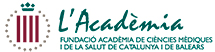 L'Acadèmia
FUNDACIÓ ACADÈMIA DE CIÈNCIES MÈDIQUES
I DE LA SALUT DE CATALUNYA I DE BALEARS